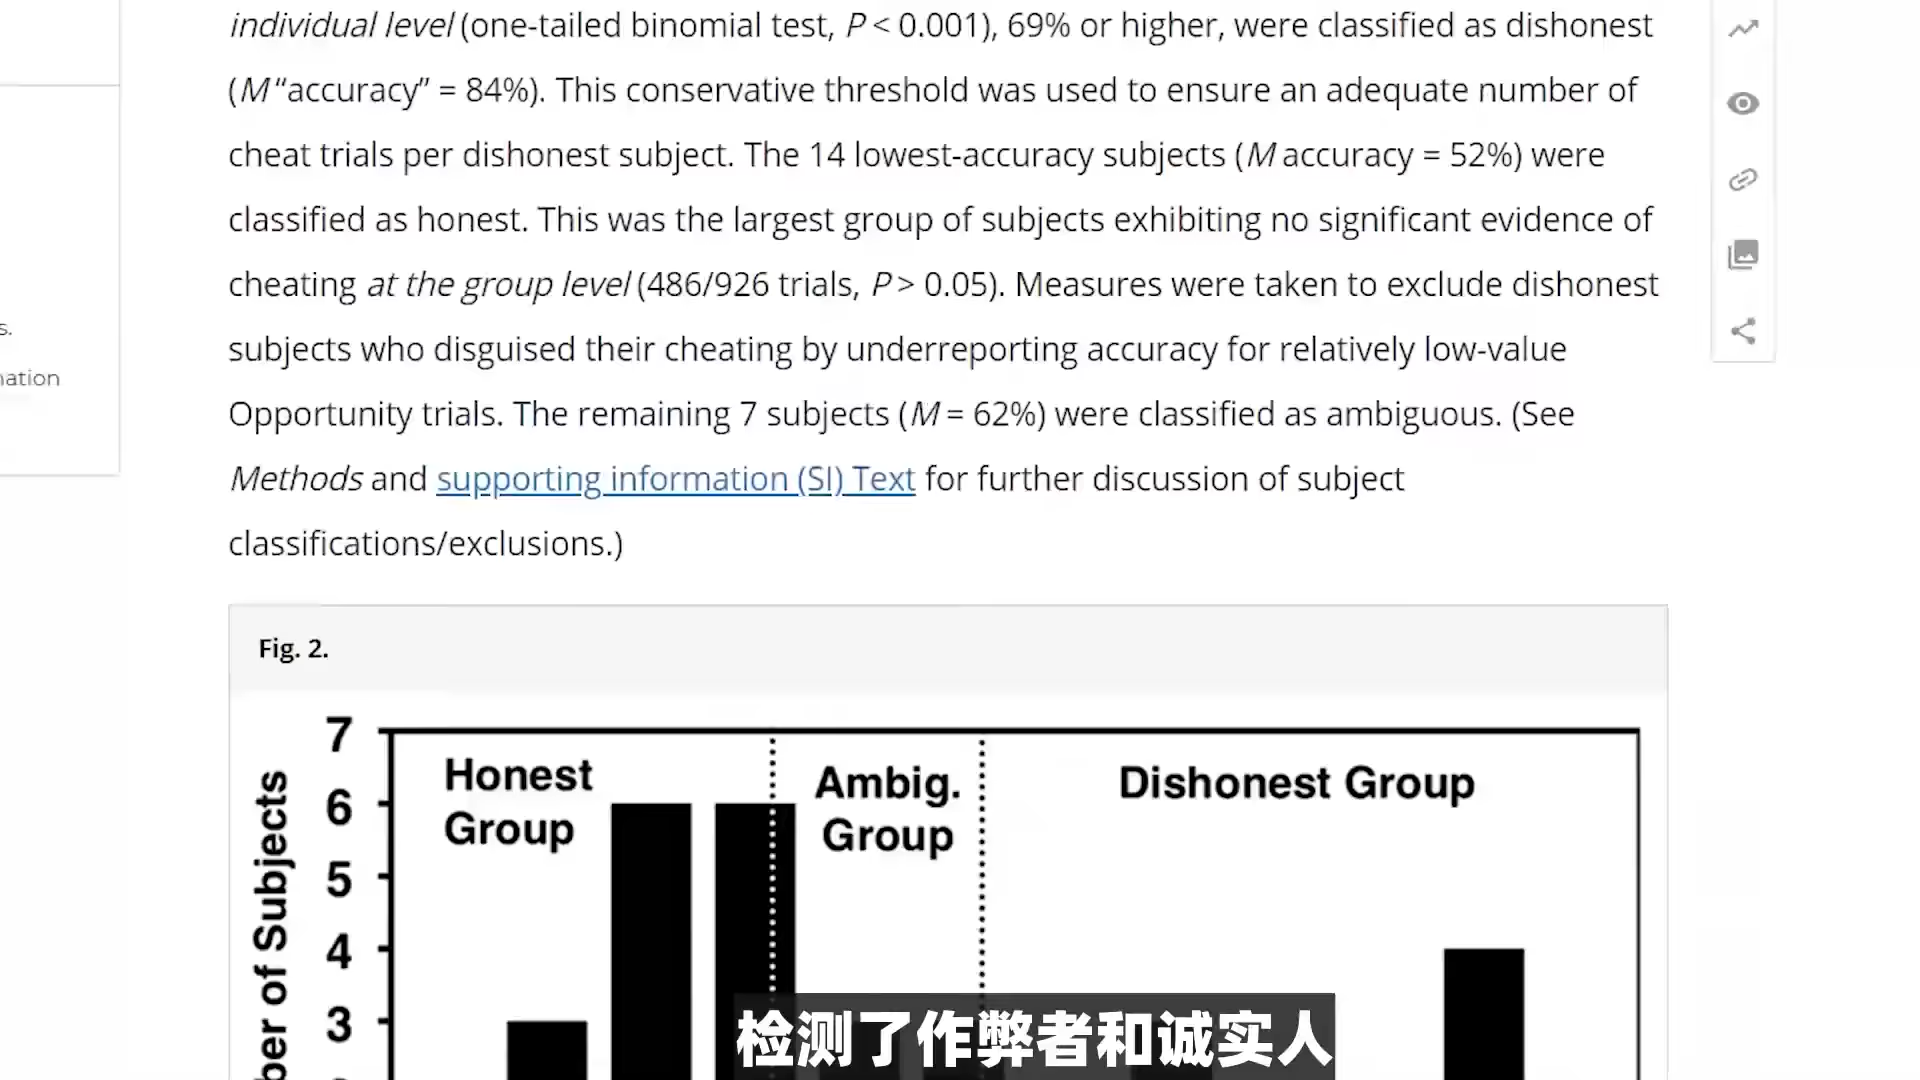 individual level (one-tailed binomial test, P < 0.001), 69% or higher, were classified as dishonest
(M “accuracy” = 84%). This conservative threshold was used to ensure an adequate number of
cheat trials per dishonest subject. The 14 lowest-accuracy subjects (M accuracy = 52%) were
classified as honest. This was the largest group of subjects exhibiting no significant evidence of
cheating at the group level (486/926 trials, P > 0.05). Measures were taken to exclude dishonest
s.
subjects who disguised their cheating by underreporting accuracy for relatively low-value
nation
Opportunity trials. The remaining 7 subjects (M = 62%) were classified as ambiguous. (See
Methods and supporting information (SI) Text for further discussion of subject
classifications/exclusions.)
Fig. 2.
7
6
5
4
3
ber of Subjects
Honest
Group
Ambig.
Group
Dishonest Group
检测了作弊者和诚实人